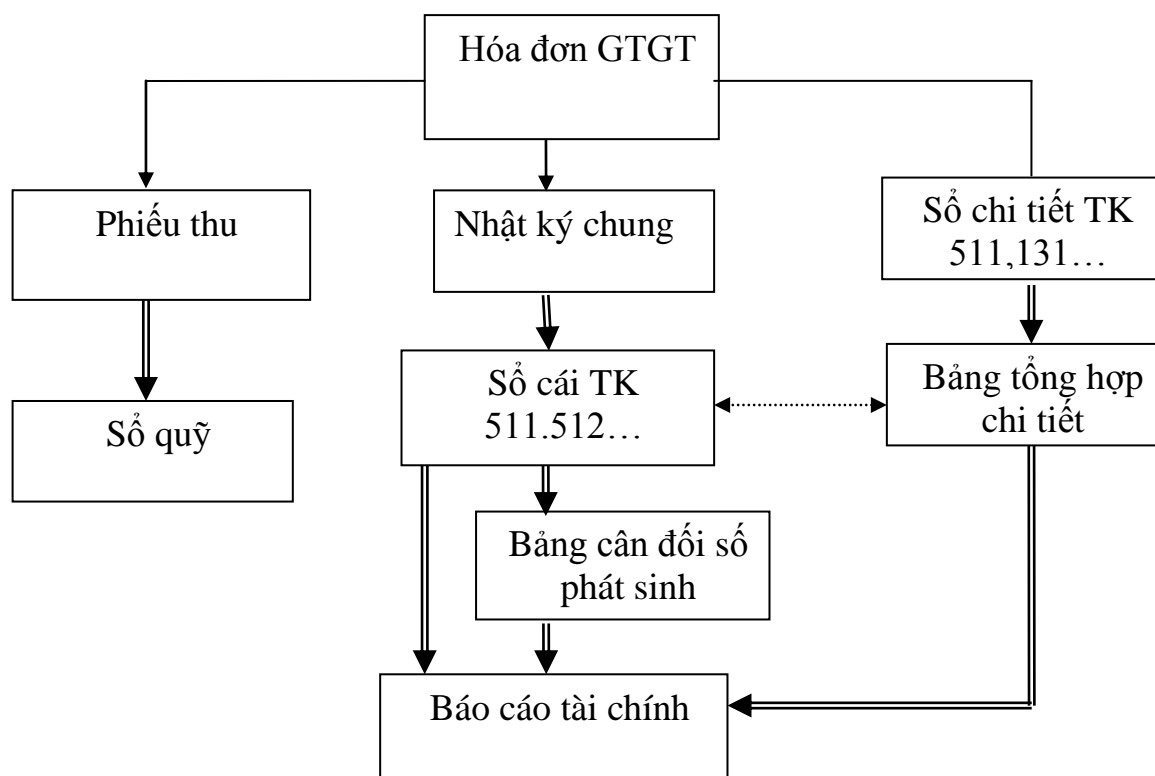 Hóa đơn GTGT
Phiếu thu
Nhật ký chung
Sổ chi tiết TK
511,131…
Sổ cái TK
511.512…
Bảng tổng hợp
chi tiết
Sổ quỹ
Bảng cân đối số
phát sinh
Báo cáo tài chính